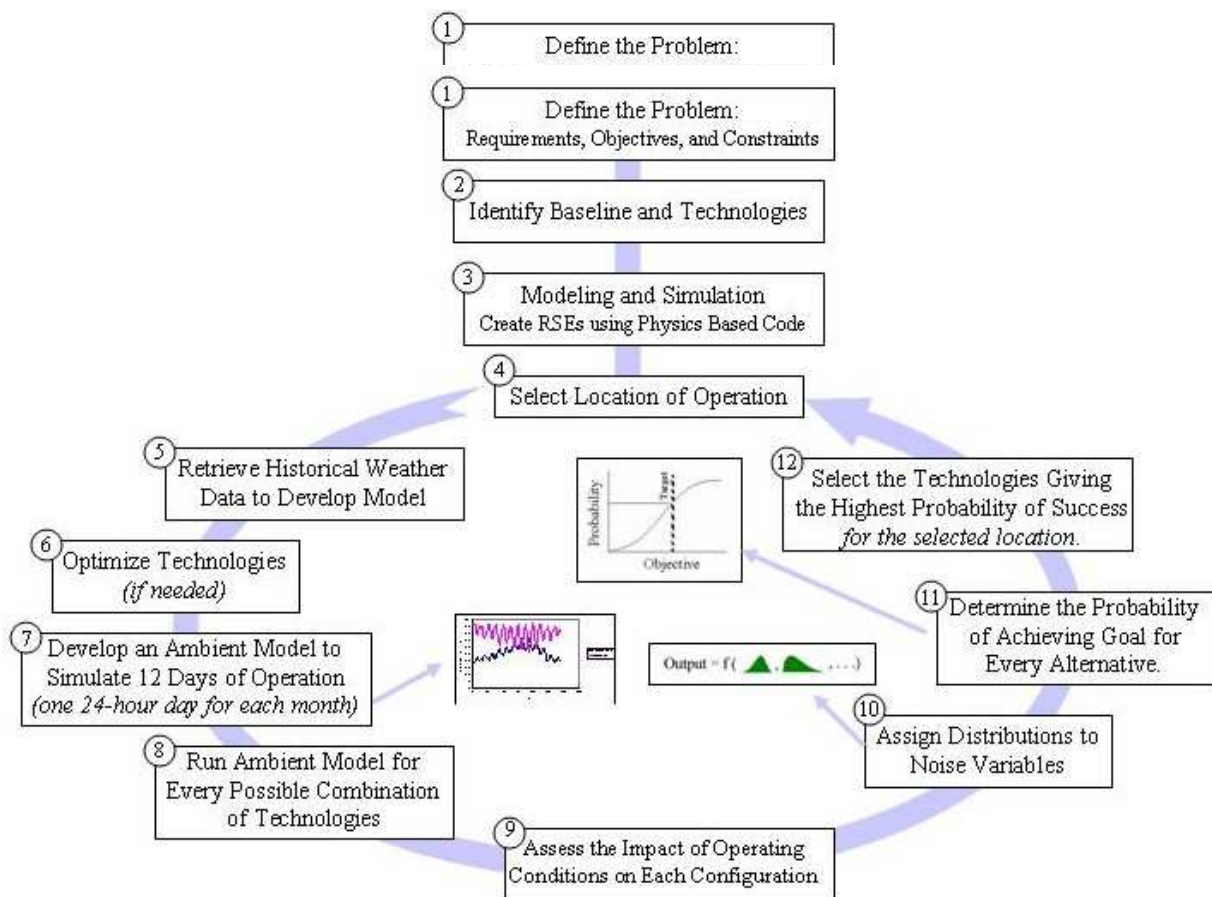 1
Define the Problem:
1
Define the Problem:
Requirements, Objectives, and Constraints
2
Identify Baseline and Technologies
3
Modeling and Simulation
Create RSEs using Physics Based Code
4
Select Location of Operation
5
Retrieve Historical Weather
Data to Develop Model
6
Optimize Technologies
(if needed)
7
Develop an Ambient Model to
Simulate 12 Days of Operation
(one 24-hour day for each month)
8
Run Ambient Model for
Every Possible Combination
of Technologies
9
Assess the Impact of Operating
Conditions on Each Configuration
10
Assign Distributions to
Noise Variables
Output = f( , , . . .)
11
Determine the Probability
of Achieving Goal for
Every Alternative.
Probability
Target
Objective
12
Select the Technologies Giving
the Highest Probability of Success
for the selected location.